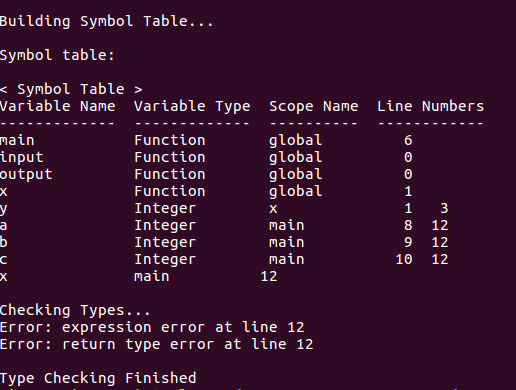 Building Symbol Table...
Symbol table:
< Symbol Table >
Variable Name  Variable Type  Scope Name  Line Numbers
-------------  -------------  ----------  ------------
main           Function       global         6
input          Function       global         0
output         Function       global         0
x              Function       global         1
y              Integer        x              1   3
a              Integer        main           8  12
b              Integer        main           9  12
c              Integer        main          10  12
x              main          12
Checking Types...
Error: expression error at line 12
Error: return type error at line 12
Type Checking Finished